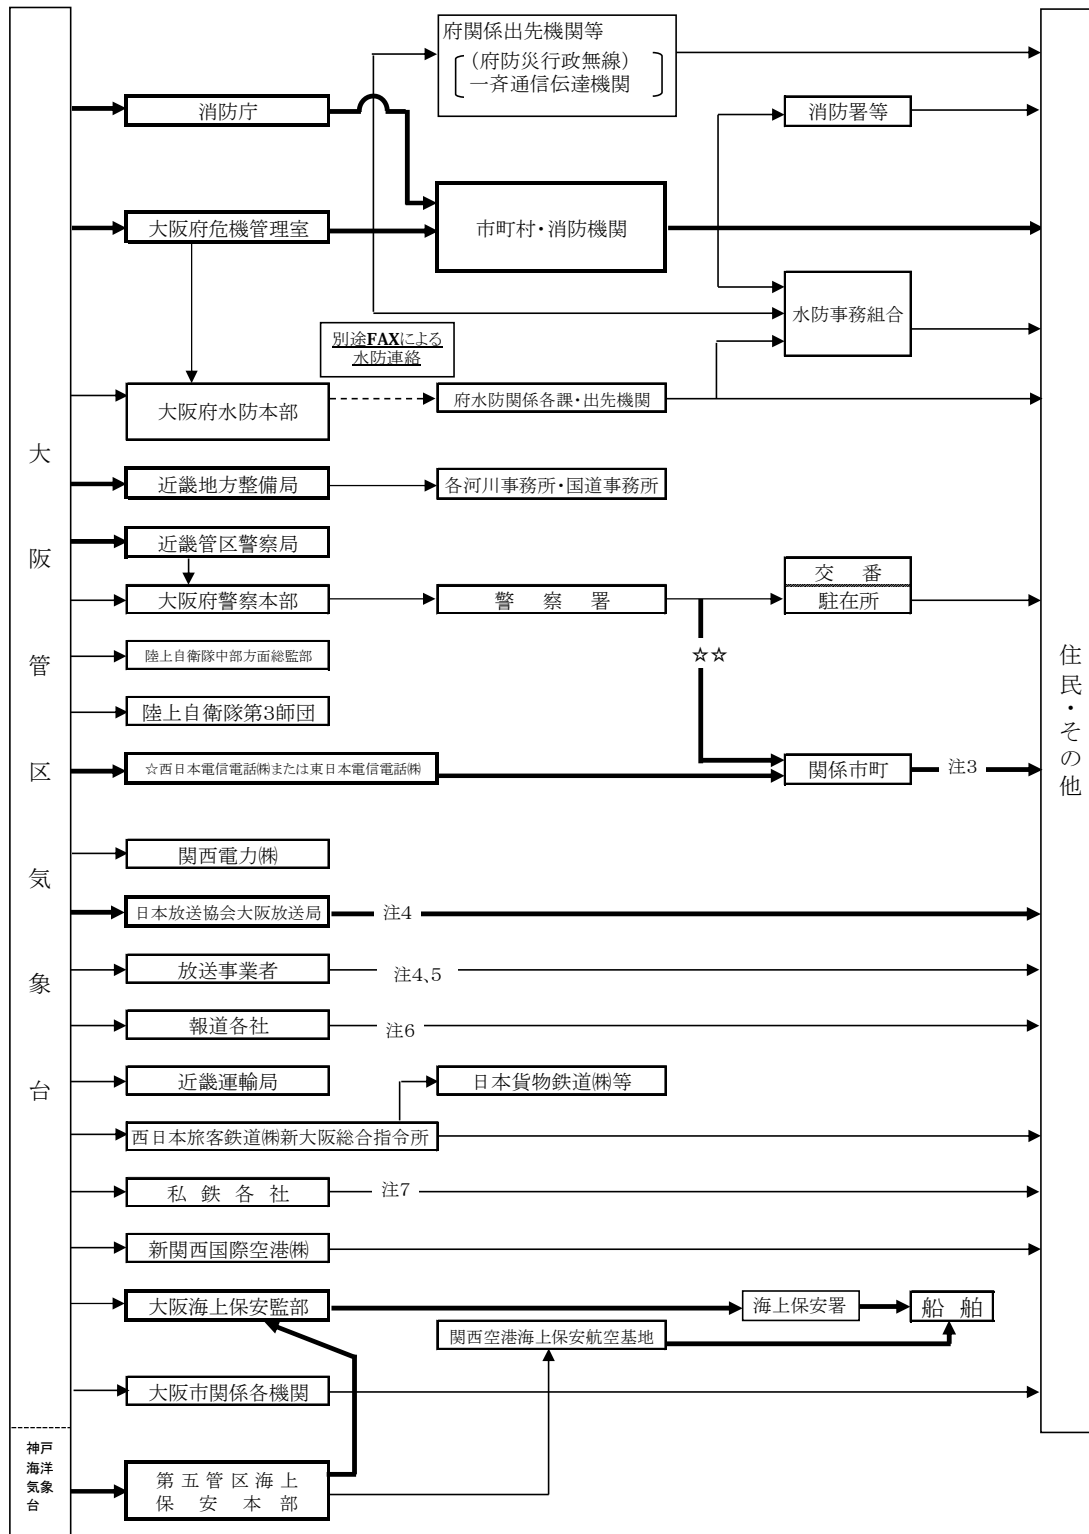 府関係出先機関等
(府防災行政無線)
一斉通信伝達機関
消防庁
消防署等
大阪府危機管理室
市町村・消防機関
水防事務組合
別途FAXによる
水防連絡
大阪府水防本部
府水防関係各課・出先機関
近畿地方整備局
各河川事務所・国道事務所
近畿管区警察局
大阪府警察本部
警察署
交番
駐在所
☆☆
陸上自衛隊中部方面総監部
陸上自衛隊第3師団
☆西日本電信電話㈱または東日本電信電話㈱
関係市町
注3
関西電力㈱
日本放送協会大阪放送局
注4
放送事業者
注4、5
報道各社
注6
近畿運輸局
日本貨物鉄道㈱等
西日本旅客鉄道㈱新大阪総合指令所
私鉄各社
注7
新関西国際空港㈱
大阪海上保安監部
海上保安署
船舶
関西空港海上保安航空基地
大阪市関係各機関
第五管区海上
保安本部
大阪管区気象台
神戸
海洋
気象
台
住民・その他